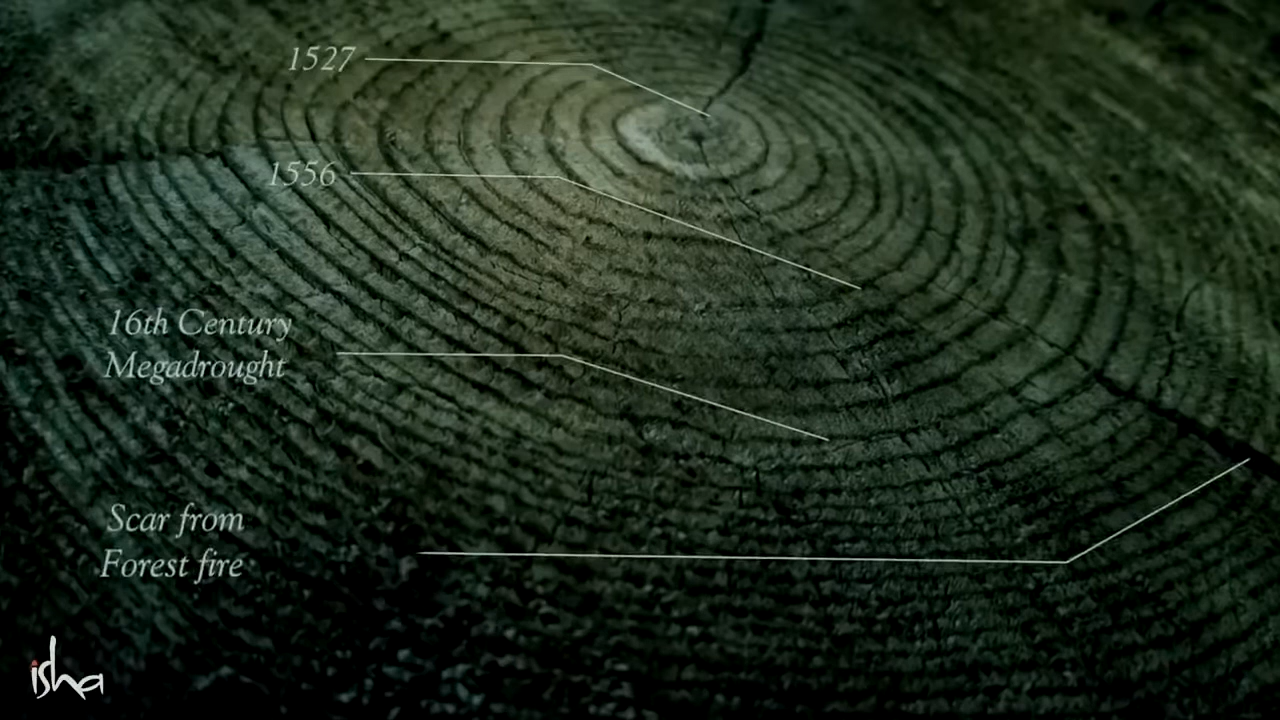 1527
1556
16th Century
Megadrought
Scar from
Forest fire
isha